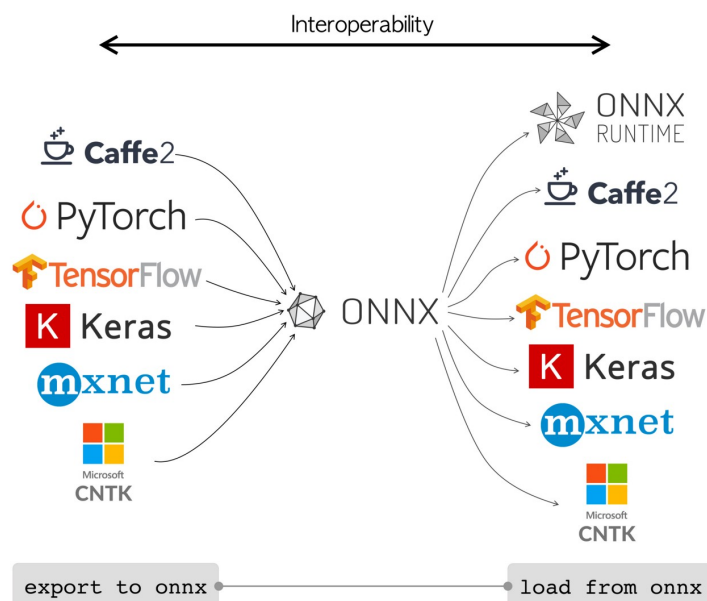 Interoperability
Caffe2
PyTorch
TensorFlow
K Keras
mxnet
Microsoft
CNTK
ONNX
ONNX
RUNTIME
Caffe2
PyTorch
TensorFlow
K Keras
mxnet
Microsoft
CNTK
export to onnx
load from onnx